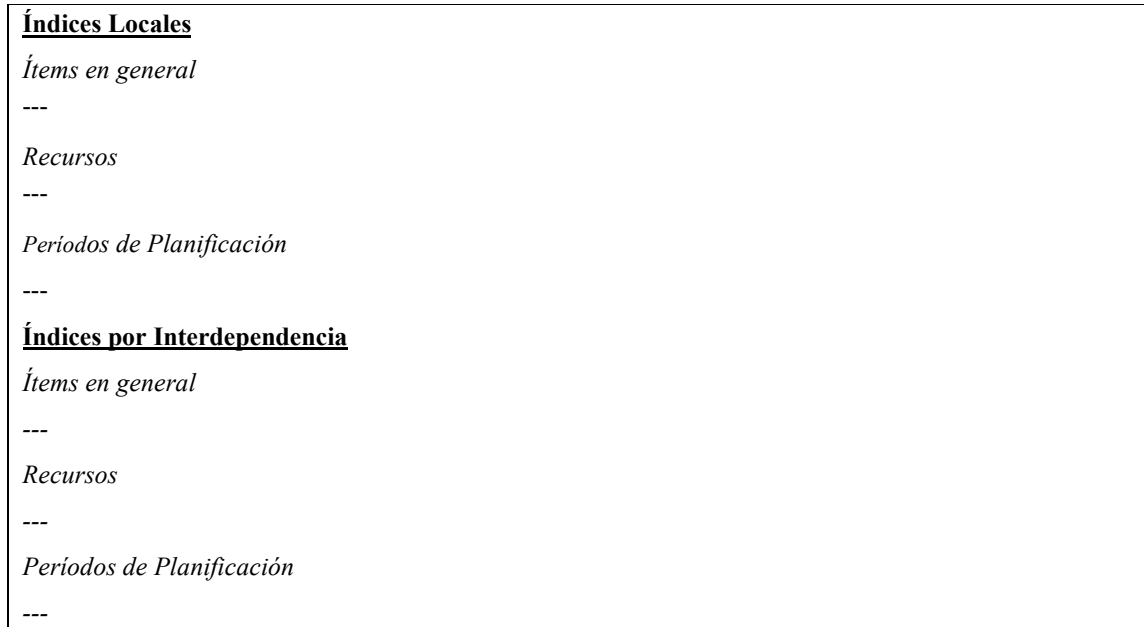 Índices Locales
Ítems en general
---
Recursos
---
Períodos de Planificación
---
Índices por Interdependencia
Ítems en general
---
Recursos
---
Períodos de Planificación
---